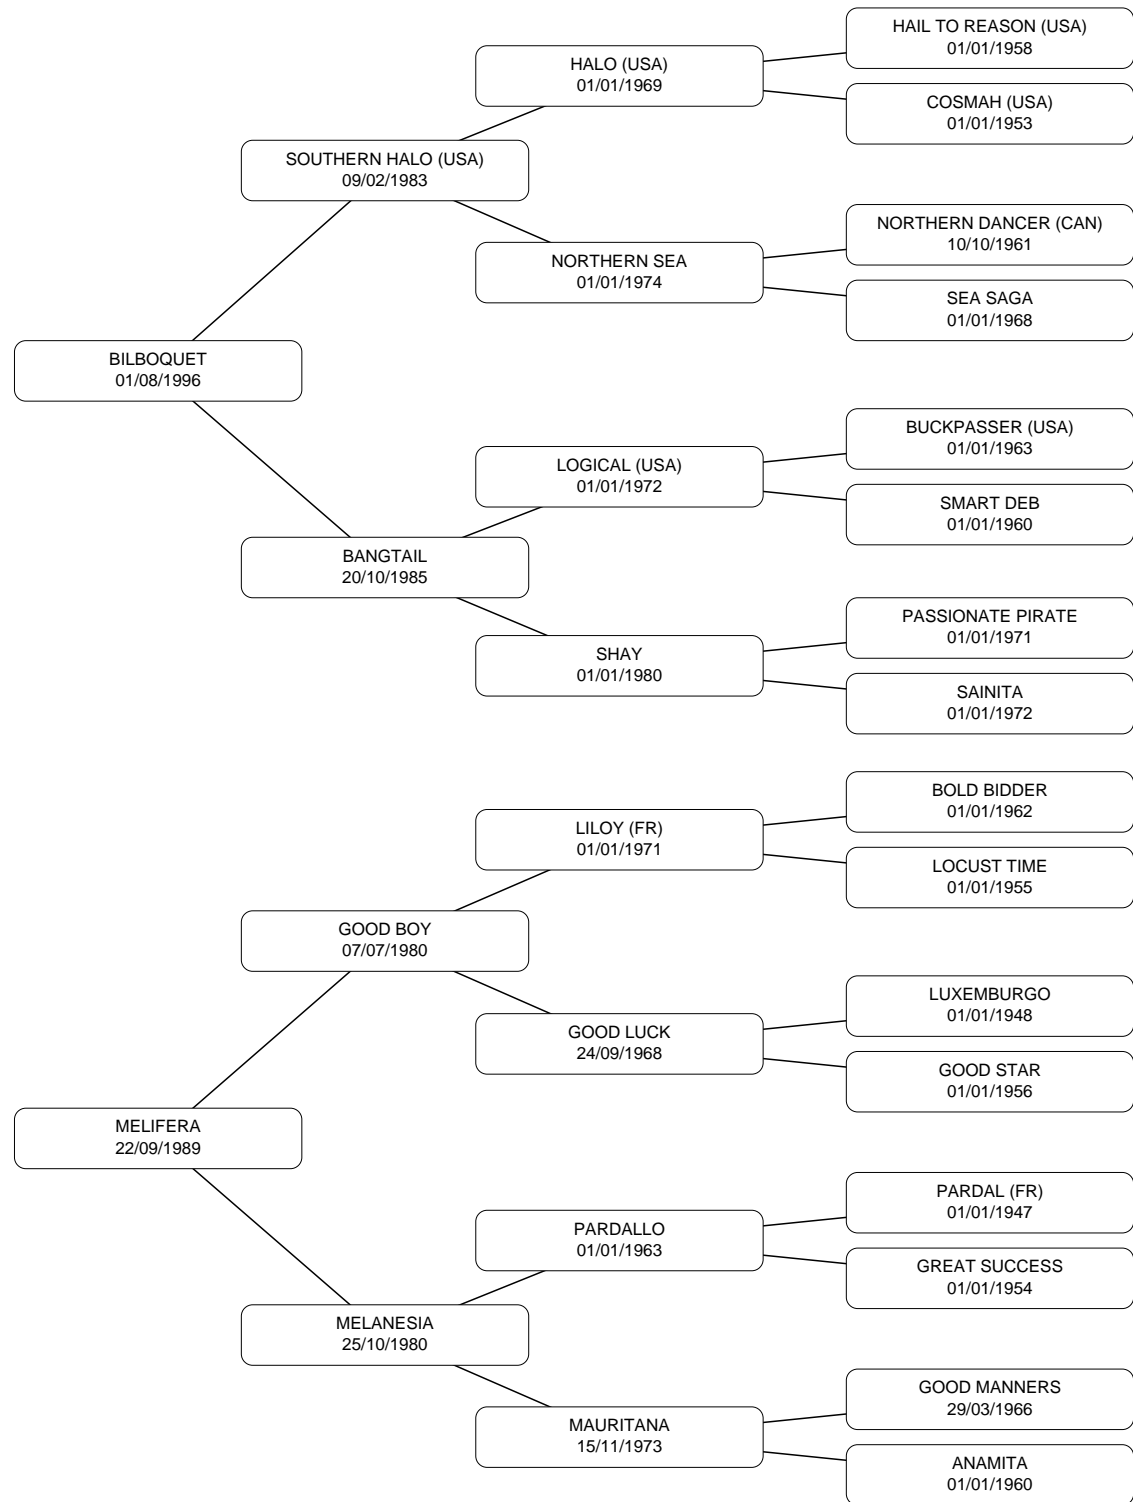 HAIL TO REASON (USA)
01/01/1958
HALO (USA)
01/01/1969
COSMAH (USA)
01/01/1953
SOUTHERN HALO (USA)
09/02/1983
NORTHERN DANCER (CAN)
10/10/1961
NORTHERN SEA
01/01/1974
SEA SAGA
01/01/1968
BILBOQUET
01/08/1996
BUCKPASSER (USA)
01/01/1963
LOGICAL (USA)
01/01/1972
SMART DEB
01/01/1960
BANGTAIL
20/10/1985
PASSIONATE PIRATE
01/01/1971
SHAY
01/01/1980
SAINITA
01/01/1972
BOLD BIDDER
01/01/1962
LILOY (FR)
01/01/1971
LOCUST TIME
01/01/1955
GOOD BOY
07/07/1980
LUXEMBURGO
01/01/1948
GOOD LUCK
24/09/1968
GOOD STAR
01/01/1956
MELIFERA
22/09/1989
PARDAL (FR)
01/01/1947
PARDALLO
01/01/1963
GREAT SUCCESS
01/01/1954
MELANESIA
25/10/1980
GOOD MANNERS
29/03/1966
MAURITANA
15/11/1973
ANAMITA
01/01/1960